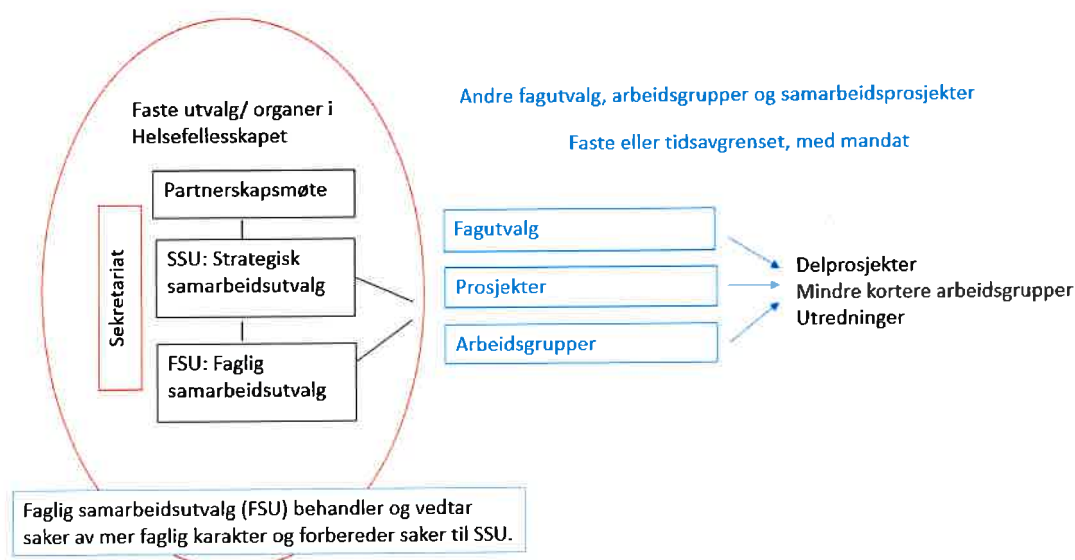 Faste utvalg/ organer i
Helsefellesskapet
Sekretariat
Partnerskapsmøte
SSU: Strategisk
samarbeidsutvalg
FSU: Faglig
samarbeidsutvalg
Faglig samarbeidsutvalg (FSU) behandler og vedtar
saker av mer faglig karakter og forbereder saker til SSU.
Andre fagutvalg, arbeidsgrupper og samarbeidsprosjekter
Faste eller tidsavgrenset, med mandat
Fagutvalg
Prosjekter
Arbeidsgrupper
Delprosjekter
Mindre kortere arbeidsgrupper
Utredninger